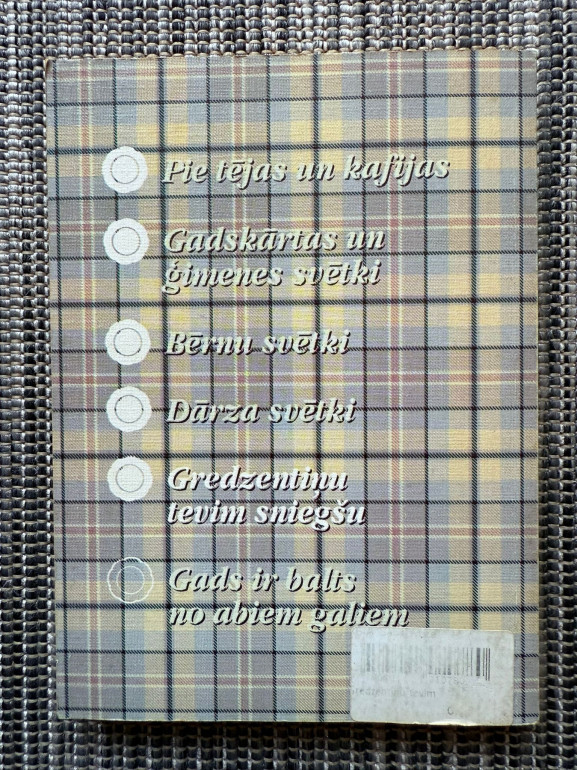 Pie tējas un kafijas
Gadskārtas un
ģimenes svētki
Bērnu svētki
Dārza svētki
Gredzentiņu
tevim sniegšu
Gads ir balts
no abiem galiem
tevim